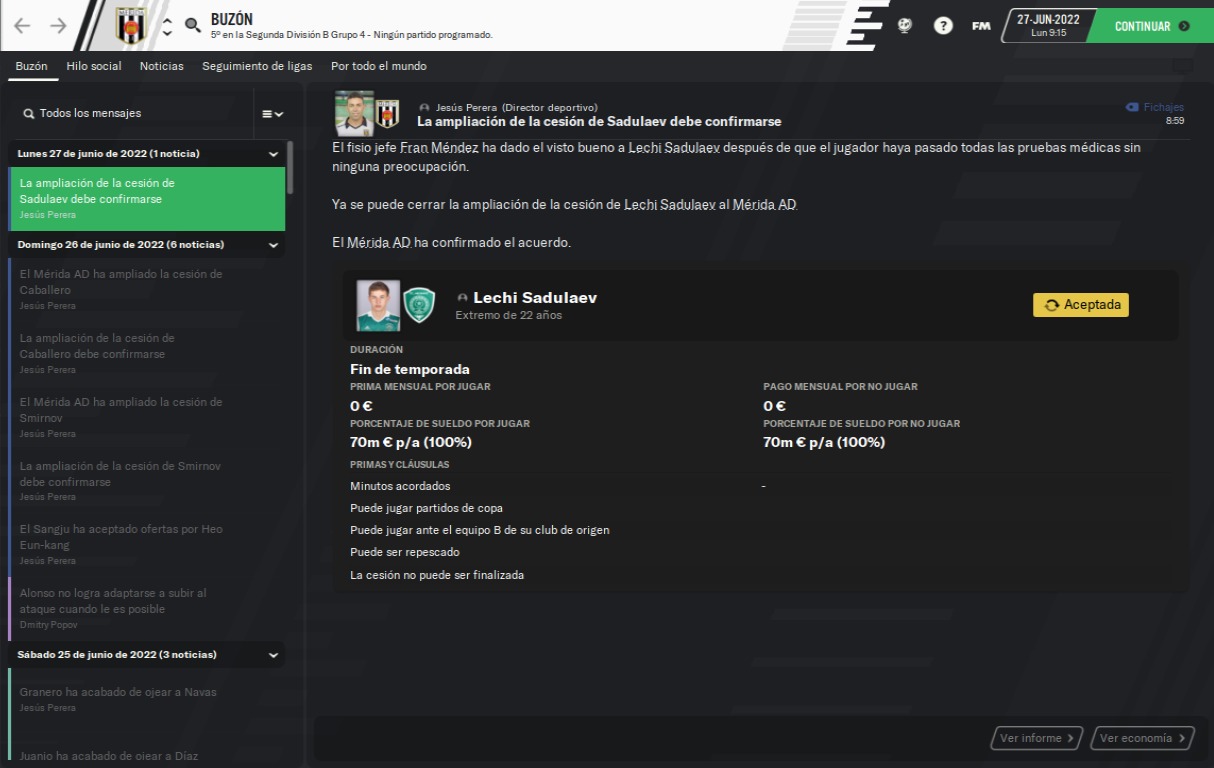 BUZÓN
5º en la Segunda División B Grupo 4 - Ningún partido programado.
?
FM
27-JUN-2022
Lun 9:15
CONTINUAR
Buzón
Hilo social
Noticias
Seguimiento de ligas
Por todo el mundo
Todos los mensajes
Lunes 27 de junio de 2022 (1 noticia)
La ampliación de la cesión de
Sadulaev debe confirmarse
Jesús Perera
Domingo 26 de junio de 2022 (6 noticias)
El Mérida AD ha ampliado la cesión de
Caballero
Jesús Perera
La ampliación de la cesión de
Caballero debe confirmarse
Jesús Perera
El Mérida AD ha ampliado la cesión de
Smirnov
Jesús Perera
La ampliación de la cesión de Smirnov
debe confirmarse
Jesús Perera
El Sangju ha aceptado ofertas por Heo
Eun-kang
Jesús Perera
Alonso no logra adaptarse a subir al
ataque cuando le es posible
Dmitry Popov
Sábado 25 de junio de 2022 (3 noticias)
Granero ha acabado de ojear a Navas
Jesús Perera
Juanjo ha acabado de ojear a Díaz
Jesús Perera (Director deportivo)
La ampliación de la cesión de Sadulaev debe confirmarse
Fichajes
8:59
El fisio jefe Fran Méndez ha dado el visto bueno a Lechi Sadulaev después de que el jugador haya pasado todas las pruebas médicas sin
ninguna preocupación.
Ya se puede cerrar la ampliación de la cesión de Lechi Sadulaev al Mérida AD
El Mérida AD ha confirmado el acuerdo.
Lechi Sadulaev
Extremo de 22 años
Aceptada
DURACIÓN
Fin de temporada
PRIMA MENSUAL POR JUGAR
PAGO MENSUAL POR NO JUGAR
0 €
0 €
PORCENTAJE DE SUELDO POR JUGAR
PORCENTAJE DE SUELDO POR NO JUGAR
70m € p/a (100%)
70m € p/a (100%)
PRIMAS Y CLÁUSULAS
Minutos acordados
-
Puede jugar partidos de copa
Puede jugar ante el equipo B de su club de origen
Puede ser repescado
La cesión no puede ser finalizada
Ver informe
Ver economía